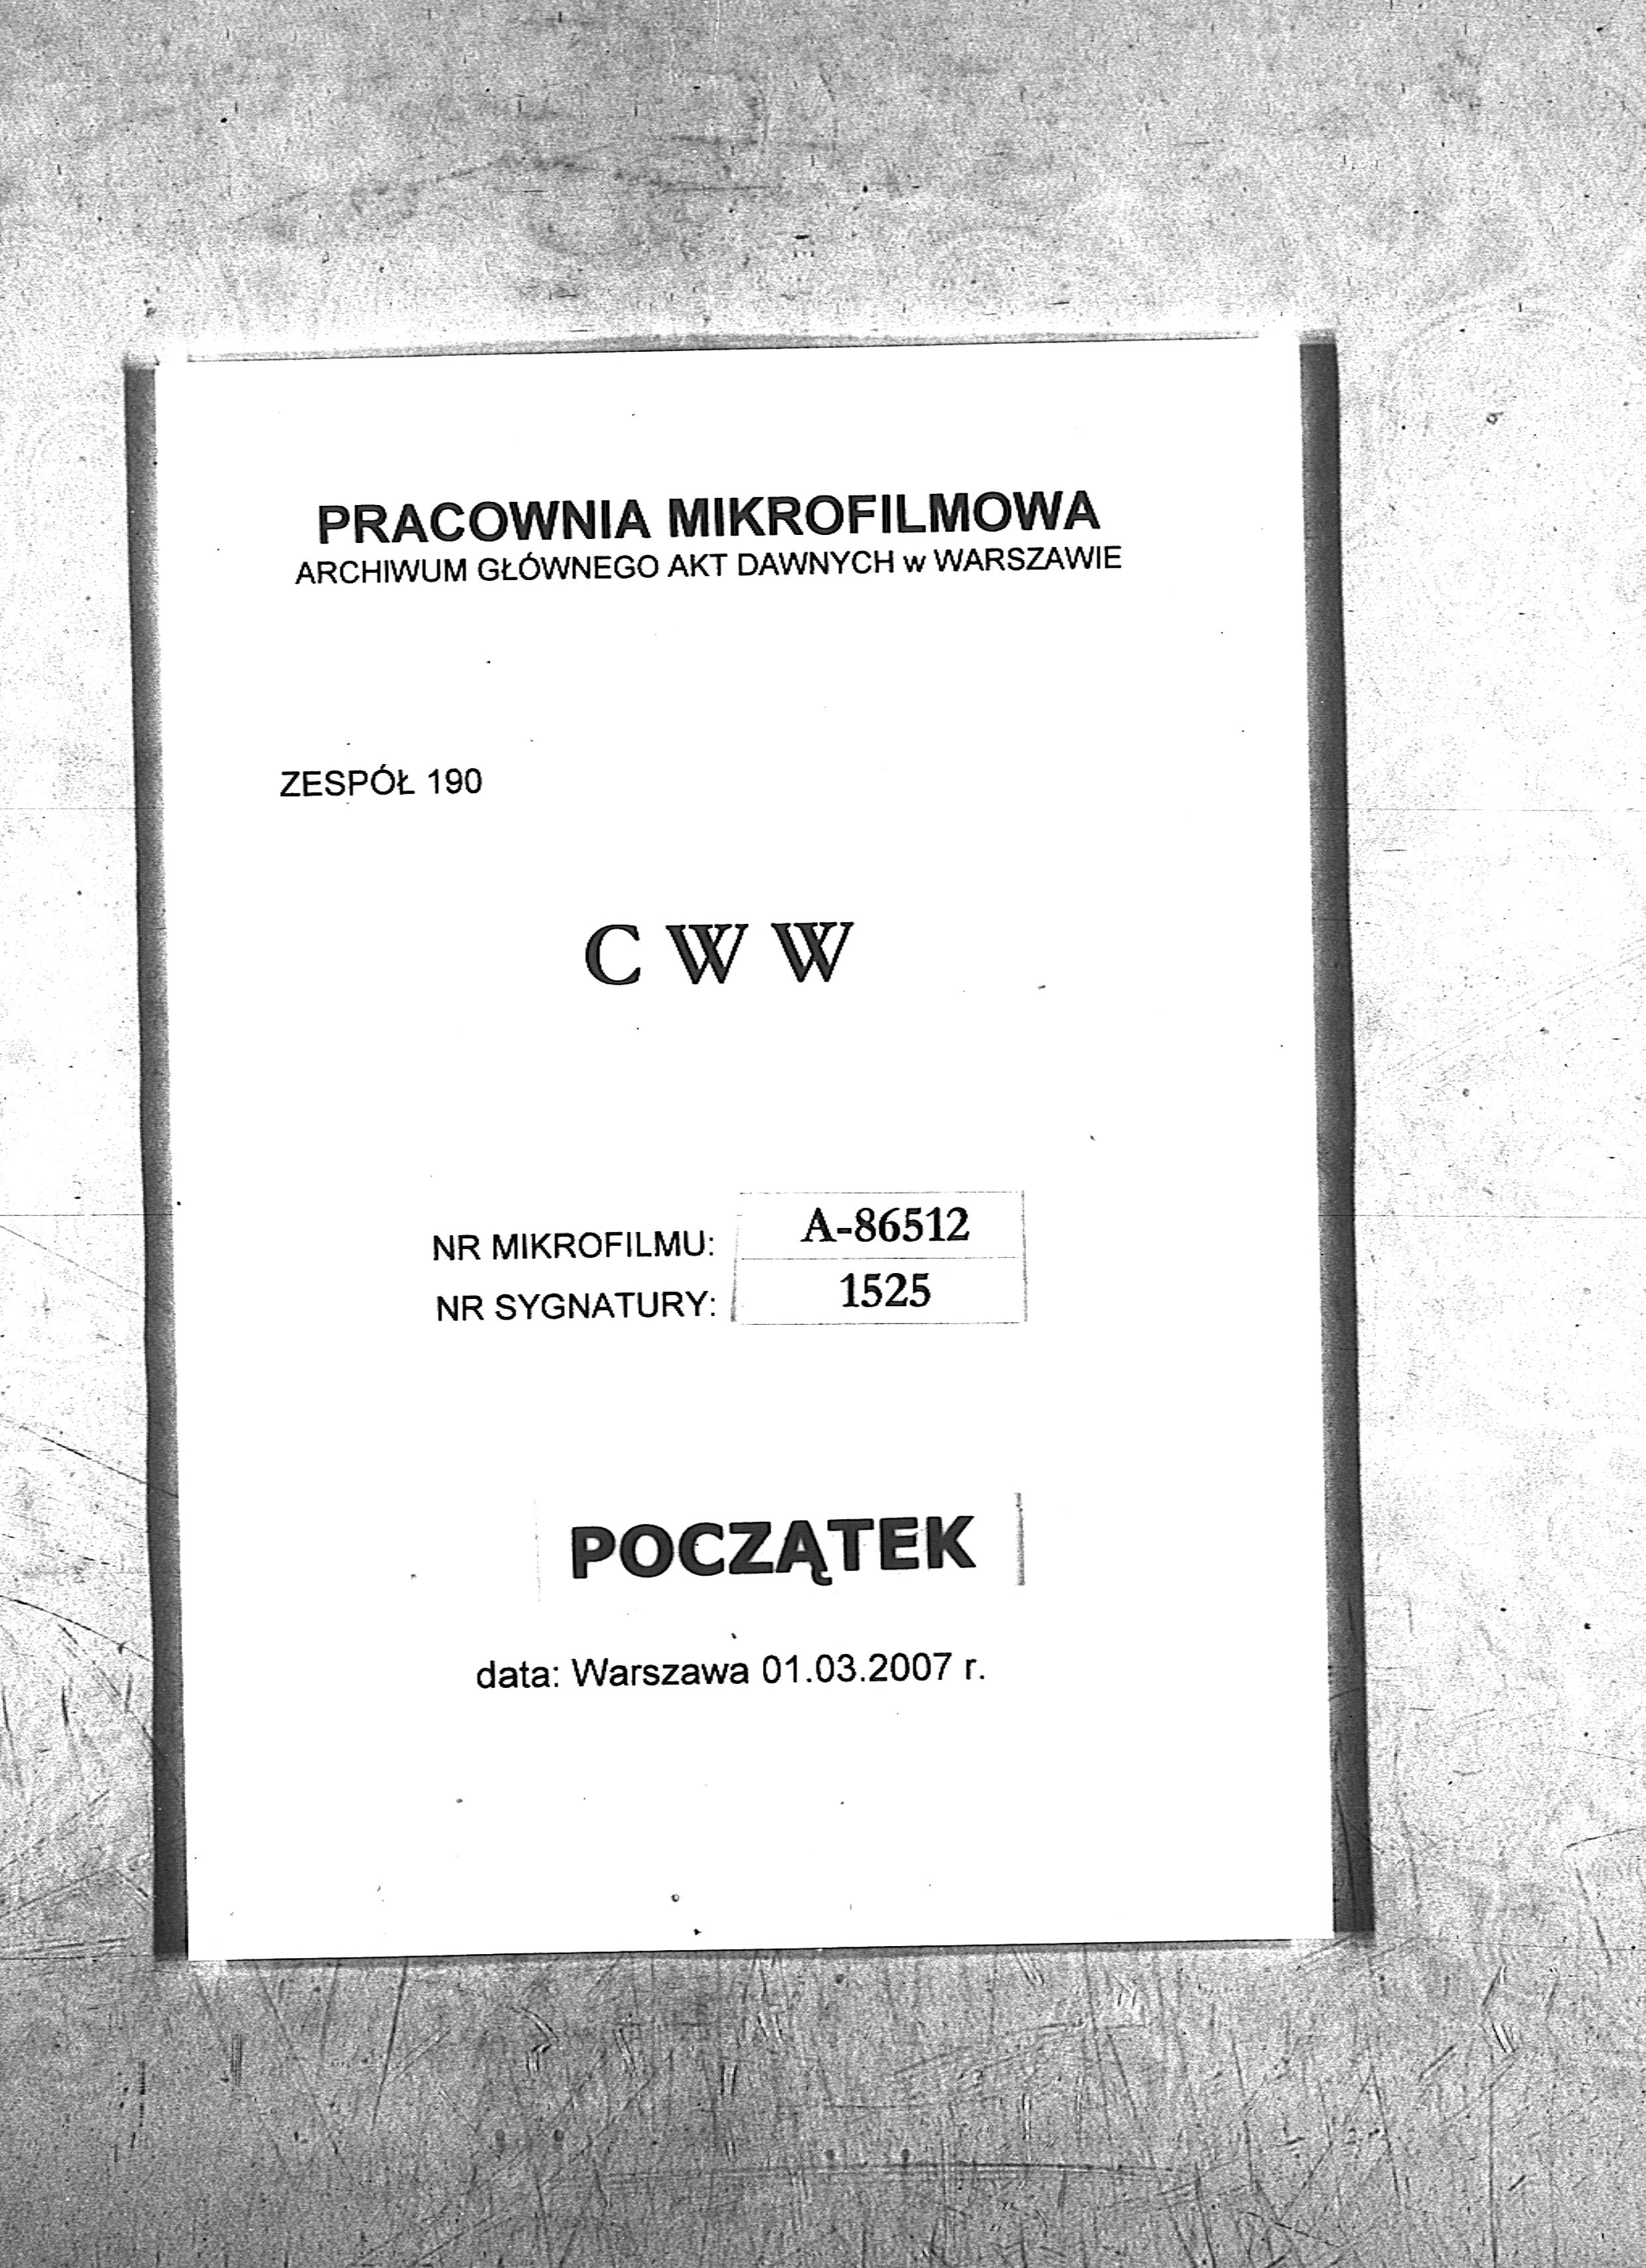 PRACOWNIA MIKROFILMOWA
ARCHIWUM GŁÓWNEGO AKT DAWNYCH w WARSZAWIE
ZESPÓŁ 190
C W W
NR MIKROFILMU: A-86512
NR SYGNATURY: 1525
POCZĄTEK
data: Warszawa 01.03.2007 r.